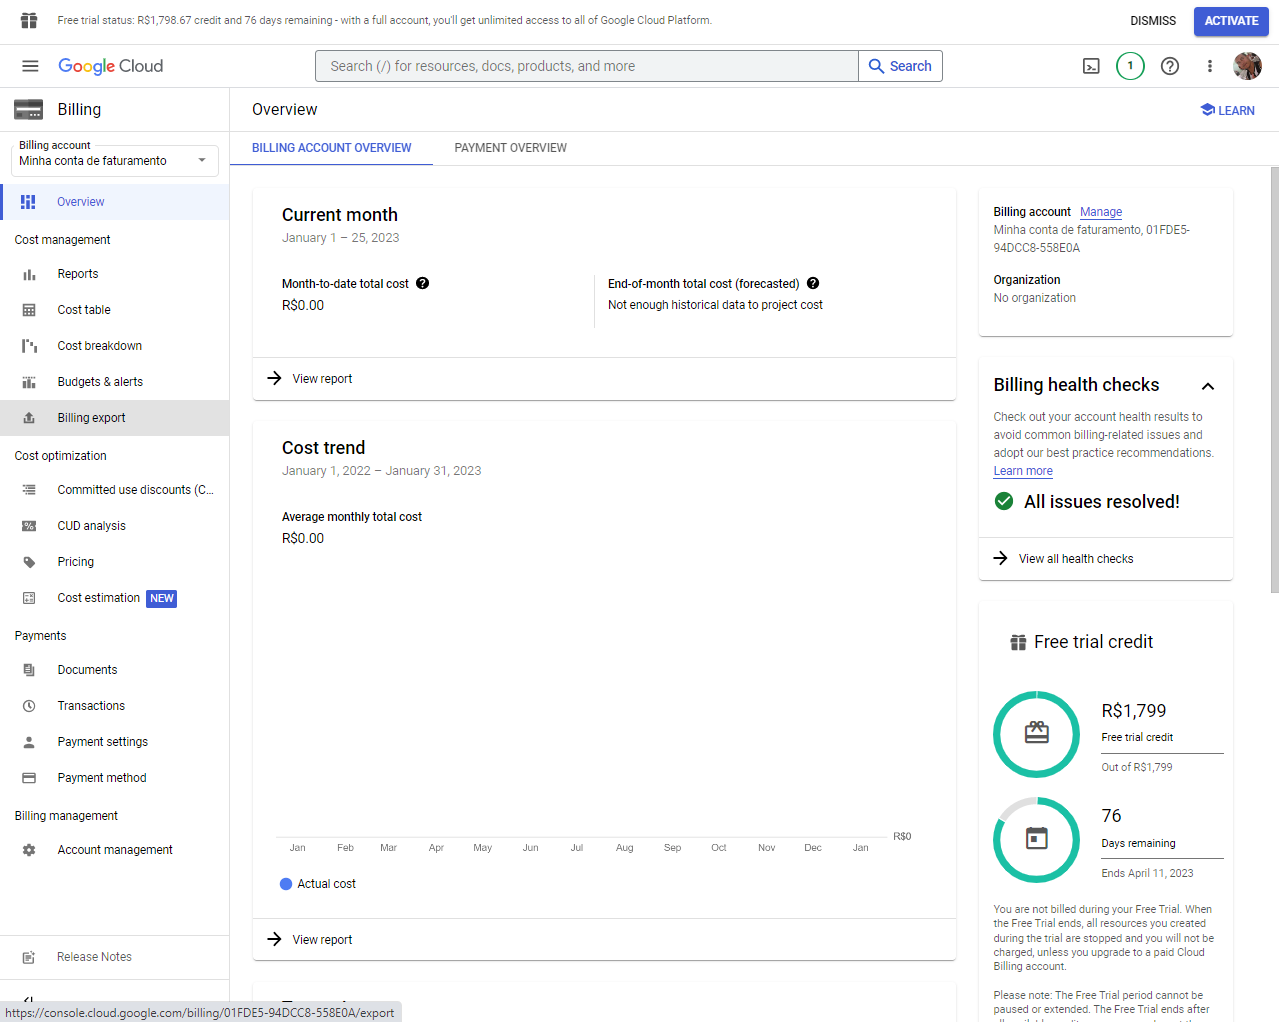 Free trial status: R$1,798.67 credit and 76 days remaining - with a full account, you'll get unlimited access to all of Google Cloud Platform.
DISMISS
ACTIVATE
Google Cloud
Search (/) for resources, docs, products, and more
Search
1
Billing
Overview
LEARN
Billing account
Minha conta de faturamento
BILLING ACCOUNT OVERVIEW
PAYMENT OVERVIEW
Overview
Cost management
Reports
Cost table
Cost breakdown
Budgets & alerts
Billing export
Cost optimization
Committed use discounts (C...
CUD analysis
Pricing
Cost estimation NEW
Payments
Documents
Transactions
Payment settings
Payment method
Billing management
Account management
Release Notes
https://console.cloud.google.com/billing/01FDE5-94DCC8-558E0A/export
Current month
January 1 – 25, 2023
Month-to-date total cost
R$0.00
End-of-month total cost (forecasted)
Not enough historical data to project cost
View report
Cost trend
January 1, 2022 – January 31, 2023
Average monthly total cost
R$0.00
R$0
Jan Feb Mar Apr May Jun Jul Aug Sep Oct Nov Dec Jan
Actual cost
View report
Billing account Manage
Minha conta de faturamento, 01FDE5-
94DCC8-558E0A
Organization
No organization
Billing health checks
Check out your account health results to
avoid common billing-related issues and
adopt our best practice recommendations.
Learn more
All issues resolved!
View all health checks
Free trial credit
R$1,799
Free trial credit
Out of R$1,799
76
Days remaining
Ends April 11, 2023
You are not billed during your Free Trial. When
the Free Trial ends, all resources you created
during the trial are stopped and you will not be
charged, unless you upgrade to a paid Cloud
Billing account.
Please note: The Free Trial period cannot be
paused or extended. The Free Trial ends after